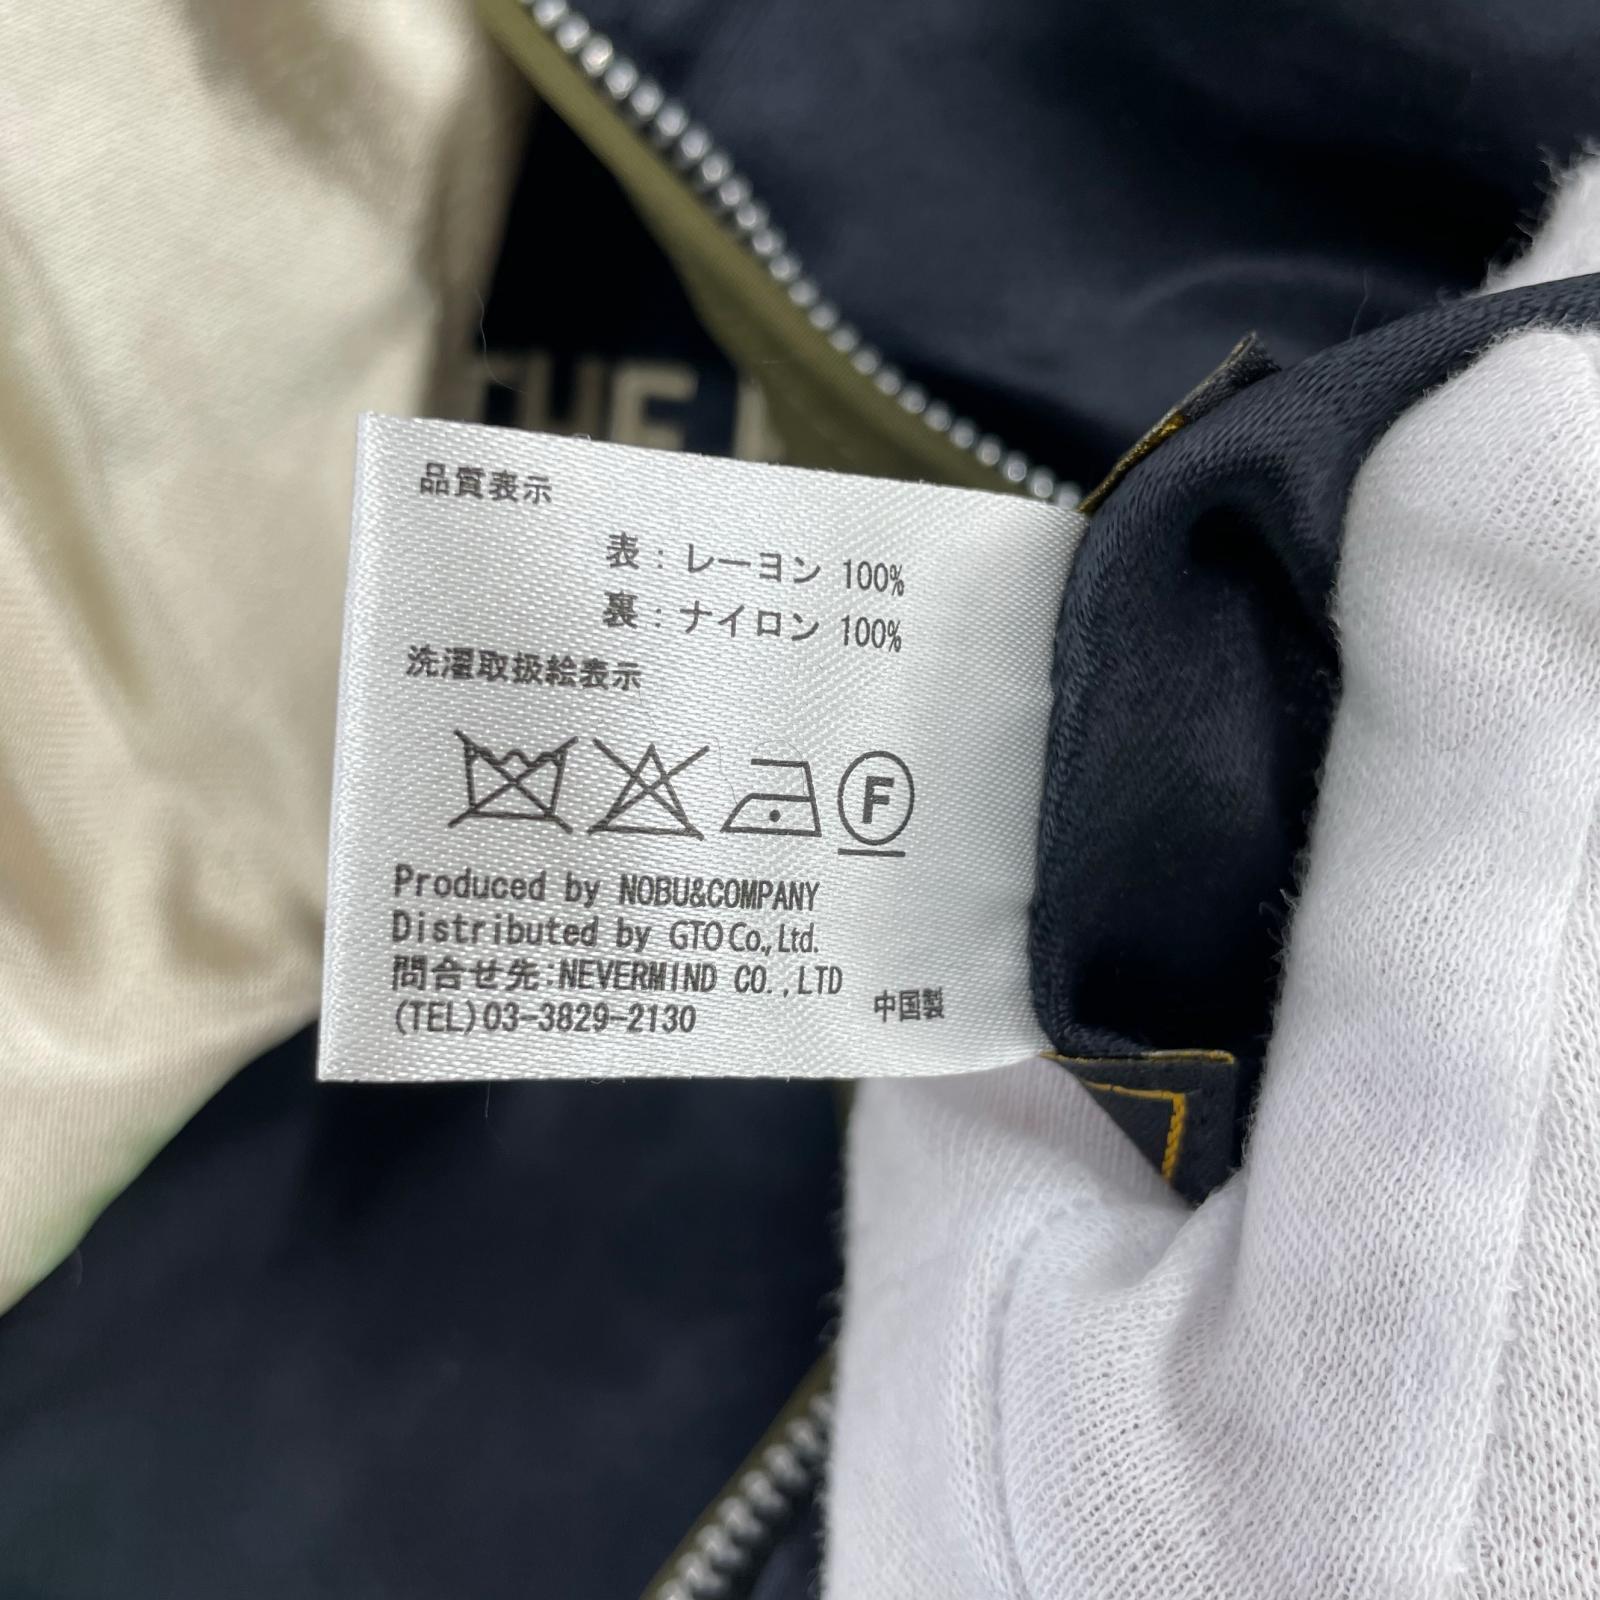 THE
品質表示
表：レーヨン 100%
裏：ナイロン 100%
洗濯取扱絵表示
F
Produced by NOBU&COMPANY
Distributed by GTO Co., Ltd.
問合せ先：NEVERMIND CO.,LTD
(TEL)03-3829-2130
中国製